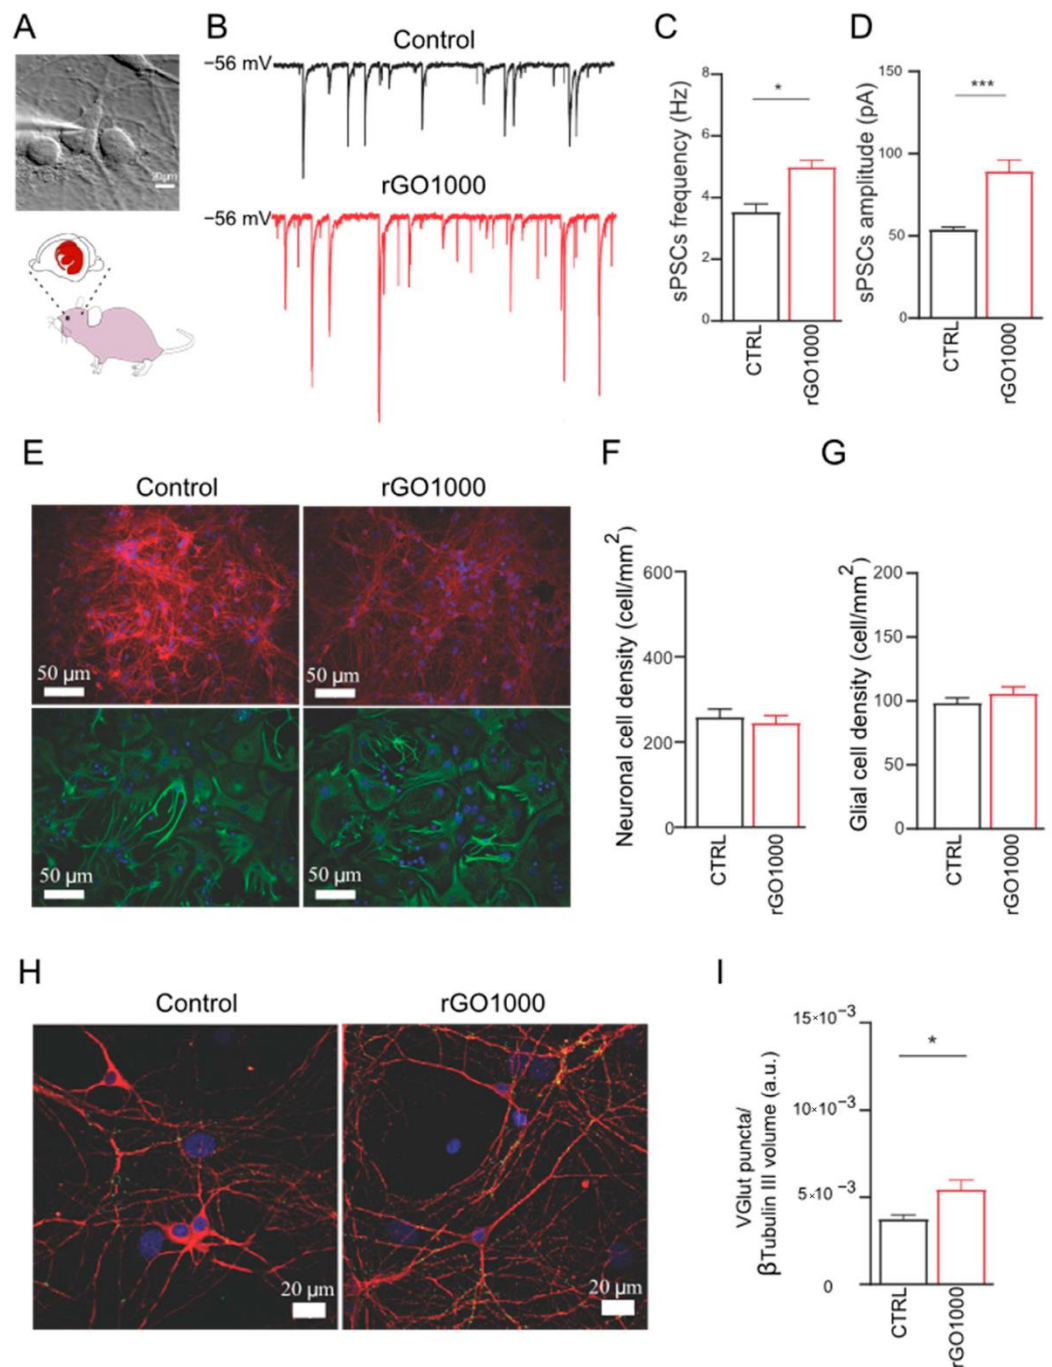 A
20µm
B
Control
−56 mV
rGO1000
−56 mV
C
sPSCs frequency (Hz)
8
6
4
2
0
*
CTRL
rGO1000
D
sPSCs amplitude (pA)
150
100
50
0
***
CTRL
rGO1000
E
Control
rGO1000
50 µm
50 µm
50 µm
50 µm
F
Neuronal cell density (cell/mm²)
600
400
200
0
CTRL
rGO1000
G
Glial cell density (cell/mm²)
200
150
100
50
0
CTRL
rGO1000
H
Control
rGO1000
20 µm
20 µm
I
VGlut puncta/
βTubulin III volume (a.u.)
15×10⁻³
10×10⁻³
5×10⁻³
0
*
CTRL
rGO1000